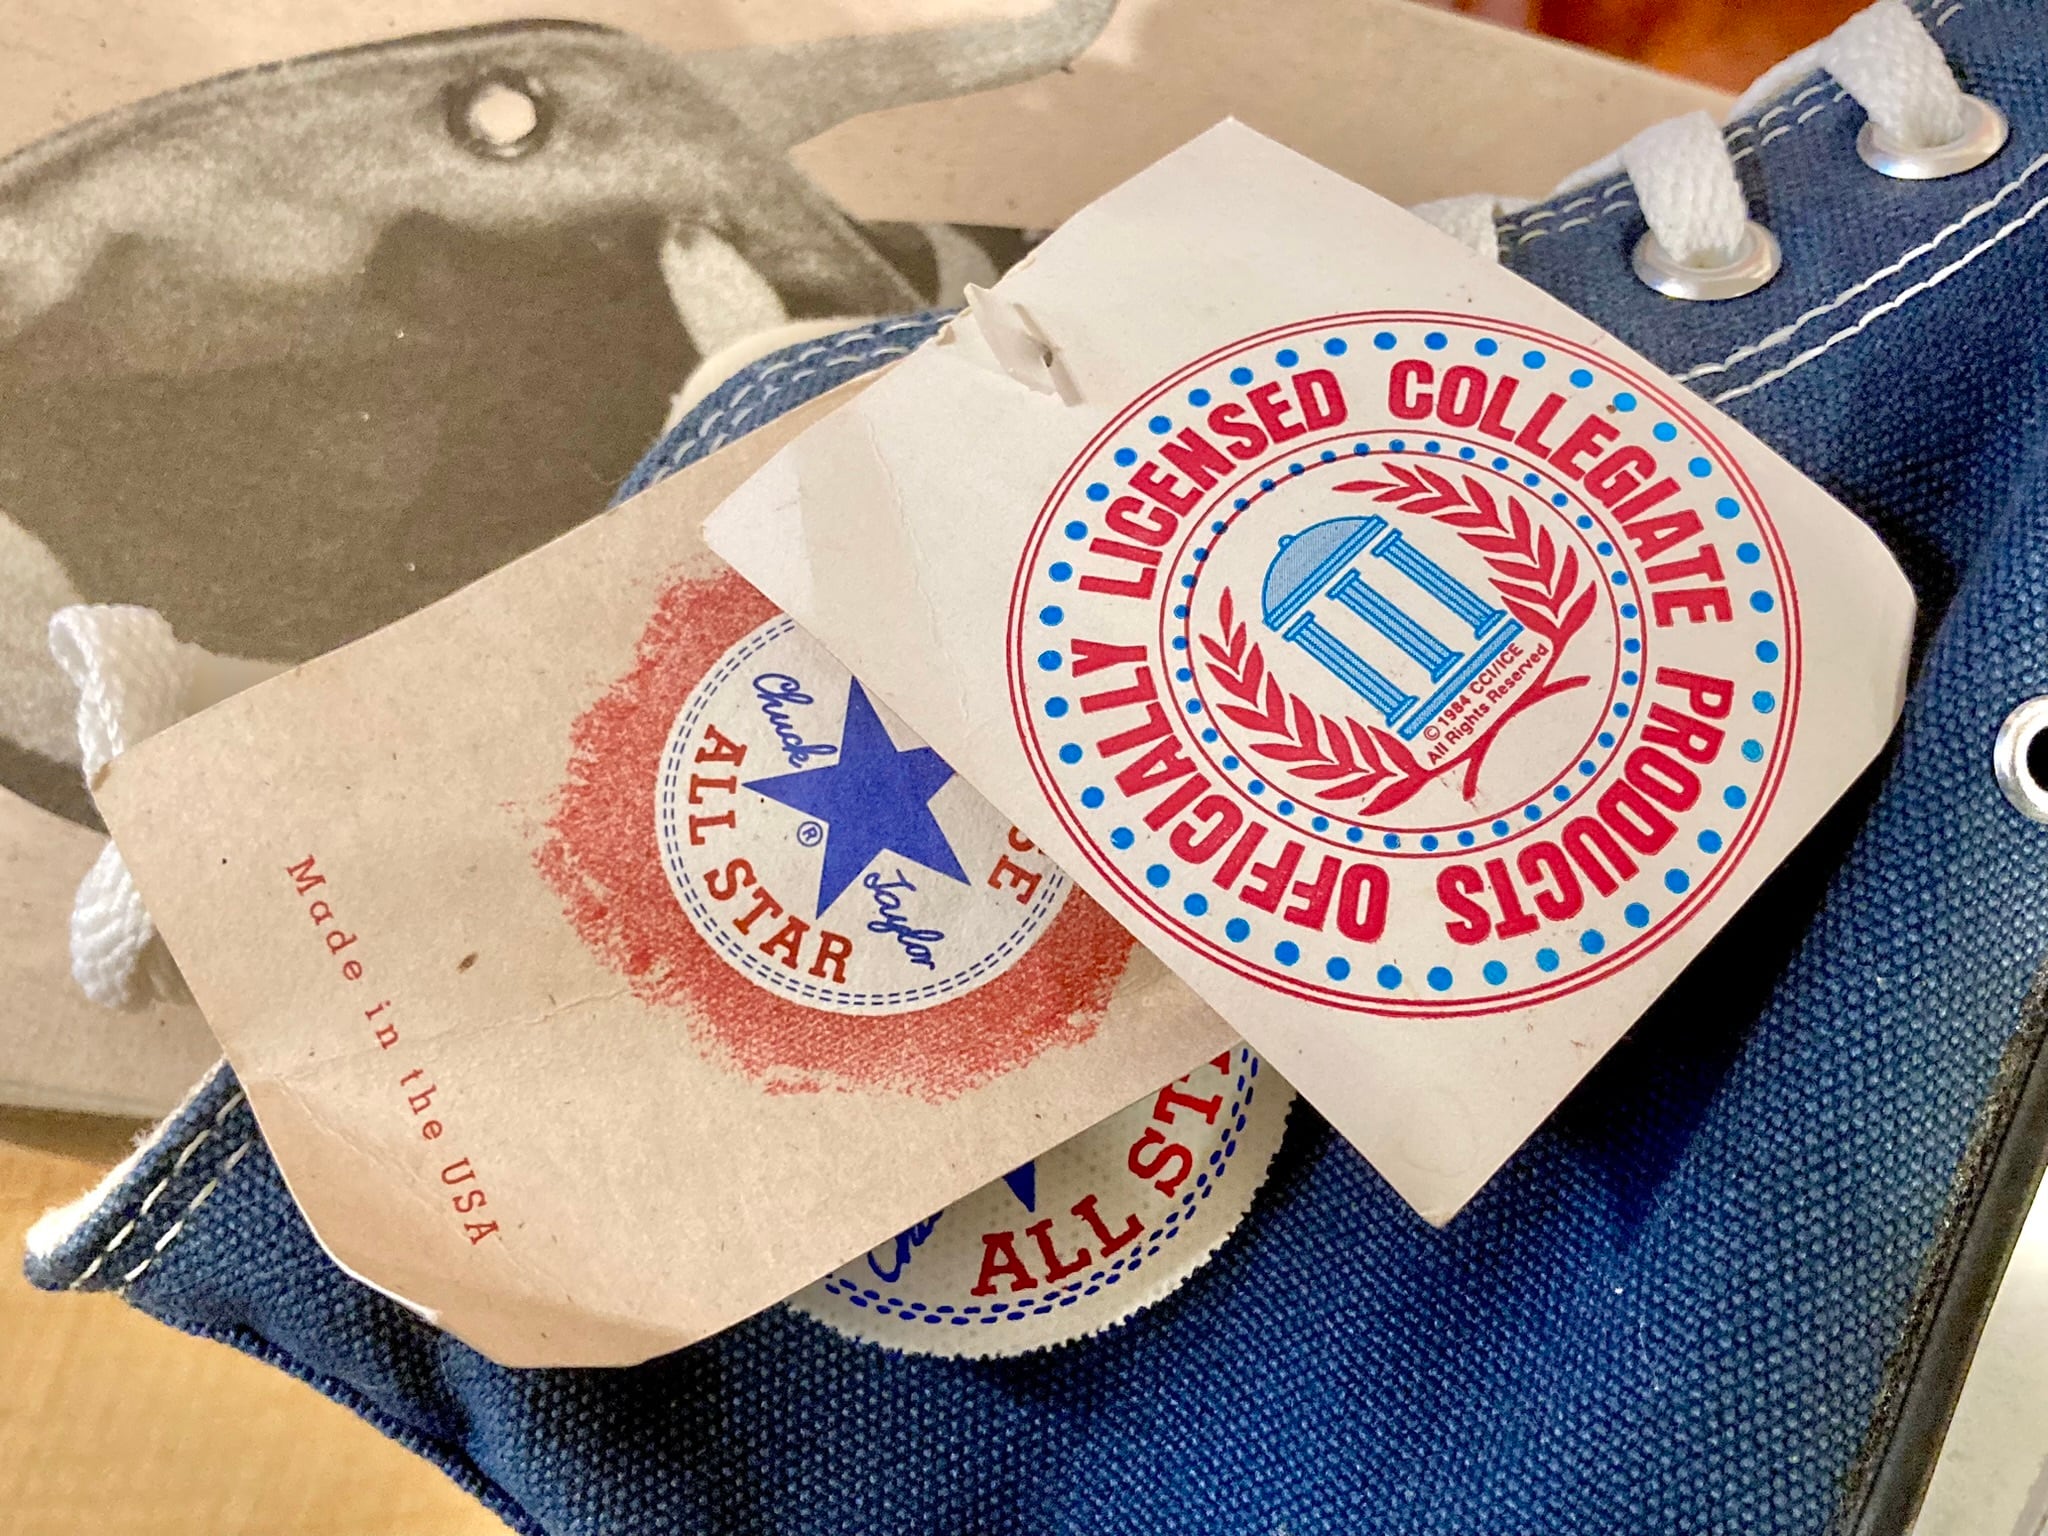 OFFICIALLY LICENSED COLLEGIATE PRODUCTS
© 1984 CCI/ICE
All Rights Reserved
Chuck
Taylor
®
ALL STAR
Made in the USA
ALL